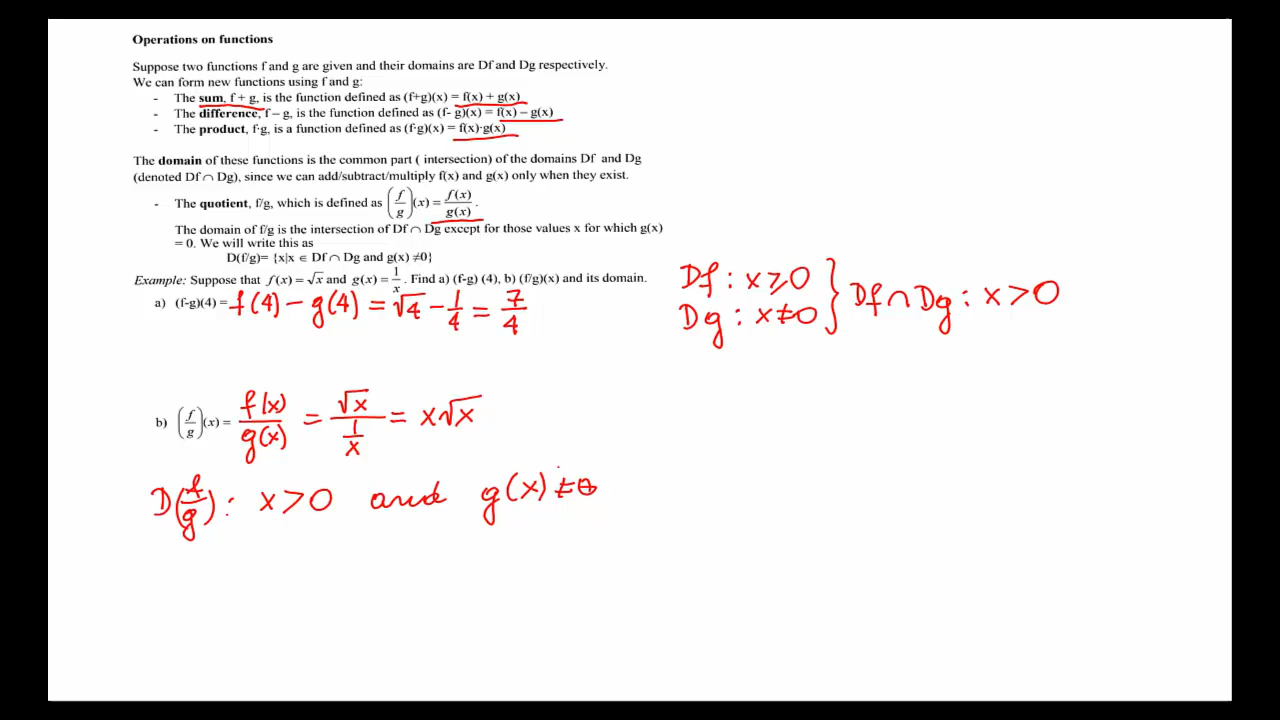 Operations on functions
Suppose two functions f and g are given and their domains are Df and Dg respectively.
We can form new functions using f and g:
- The sum, f + g, is the function defined as (f+g)(x) = f(x) + g(x)
- The difference, f – g, is the function defined as (f- g)(x) = f(x) – g(x)
- The product, f·g, is a function defined as (f·g)(x) = f(x)·g(x)
The domain of these functions is the common part ( intersection) of the domains Df and Dg
(denoted Df ∩ Dg), since we can add/subtract/multiply f(x) and g(x) only when they exist.
- The quotient, f/g, which is defined as (f/g)(x) = f(x)/g(x).
The domain of f/g is the intersection of Df ∩ Dg except for those values x for which g(x)
= 0. We will write this as
D(f/g)= {x|x ∈ Df ∩ Dg and g(x) ≠0}
Example: Suppose that f(x) = √x and g(x) = 1/x. Find a) (f-g) (4), b) (f/g)(x) and its domain.
Df : x ≥ 0
Dg : x ≠ 0 } Df ∩ Dg : x > 0
a) (f-g)(4) = f(4) − g(4) = √4 − 1/4 = 7/4
b) (f/g)(x) = f(x)/g(x) = √x/(1/x) = x√x
D(f/g) : x > 0 and g(x) ≠ 0